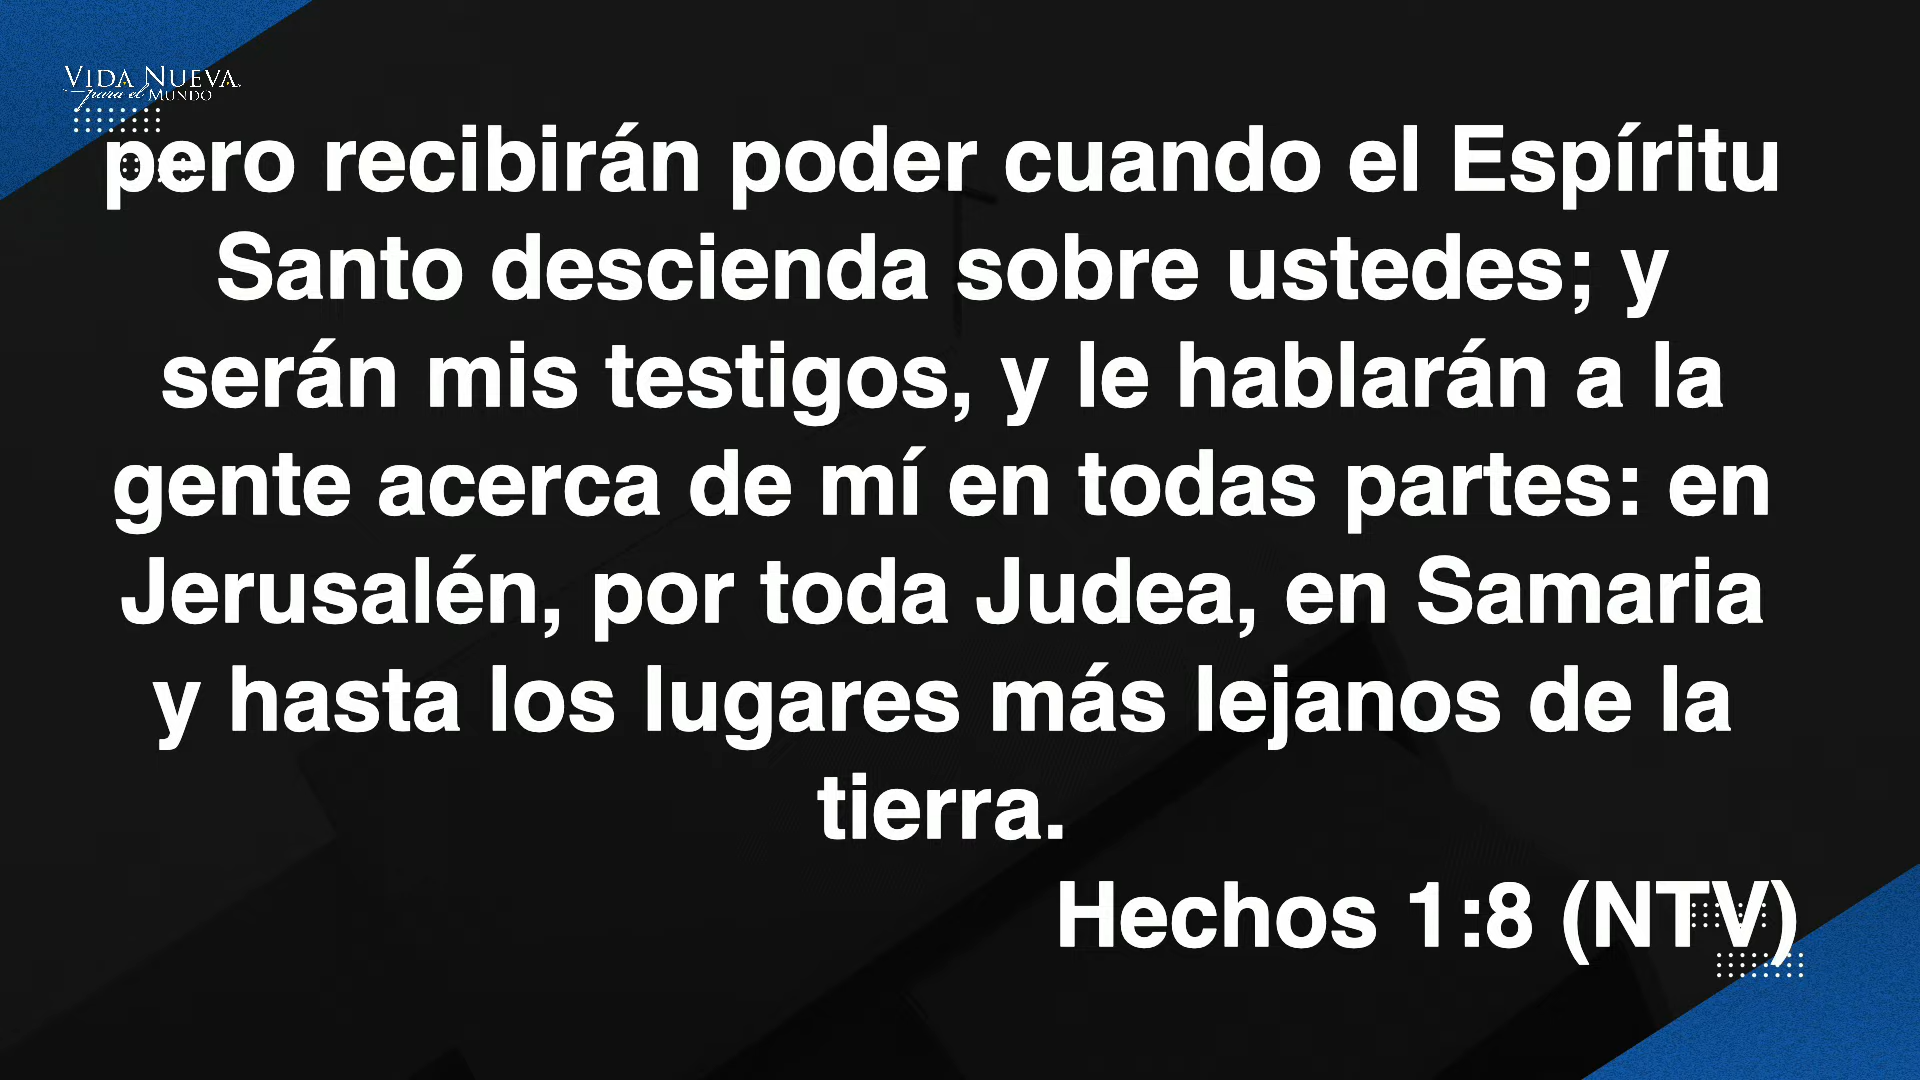 VIDA NUEVA
para el MUNDO
pero recibirán poder cuando el Espíritu
Santo descienda sobre ustedes; y
serán mis testigos, y le hablarán a la
gente acerca de mí en todas partes: en
Jerusalén, por toda Judea, en Samaria
y hasta los lugares más lejanos de la
tierra.
Hechos 1:8 (NTV)